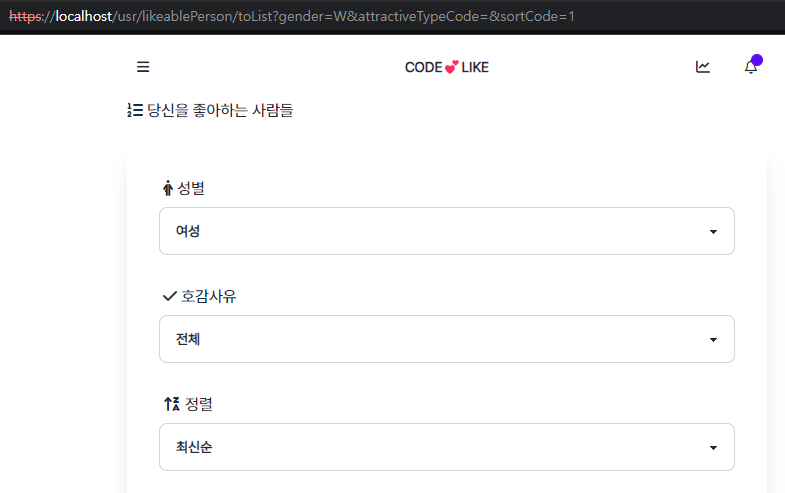 https://localhost/usr/likeablePerson/toList?gender=W&attractiveTypeCode=&sortCode=1
CODE💕LIKE
당신을 좋아하는 사람들
성별
여성
호감사유
전체
정렬
최신순